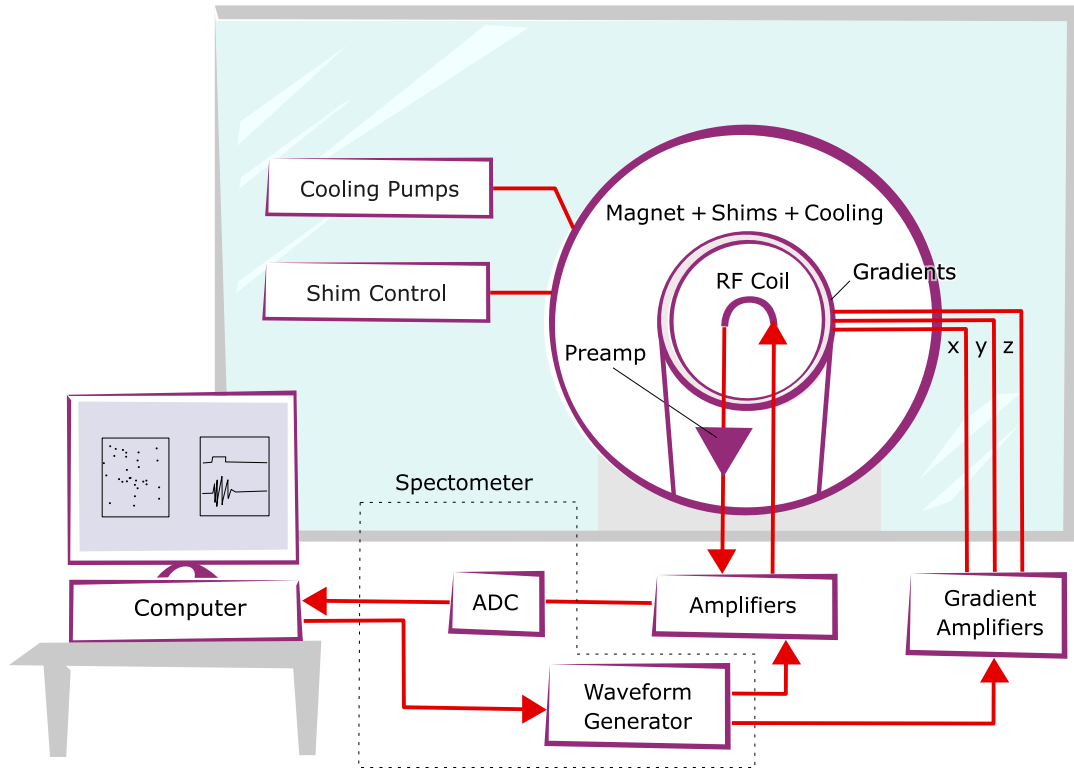 Cooling Pumps
Magnet + Shims + Cooling
Gradients
RF Coil
Shim Control
Preamp
x y z
Spectometer
Computer
ADC
Amplifiers
Gradient
Amplifiers
Waveform
Generator